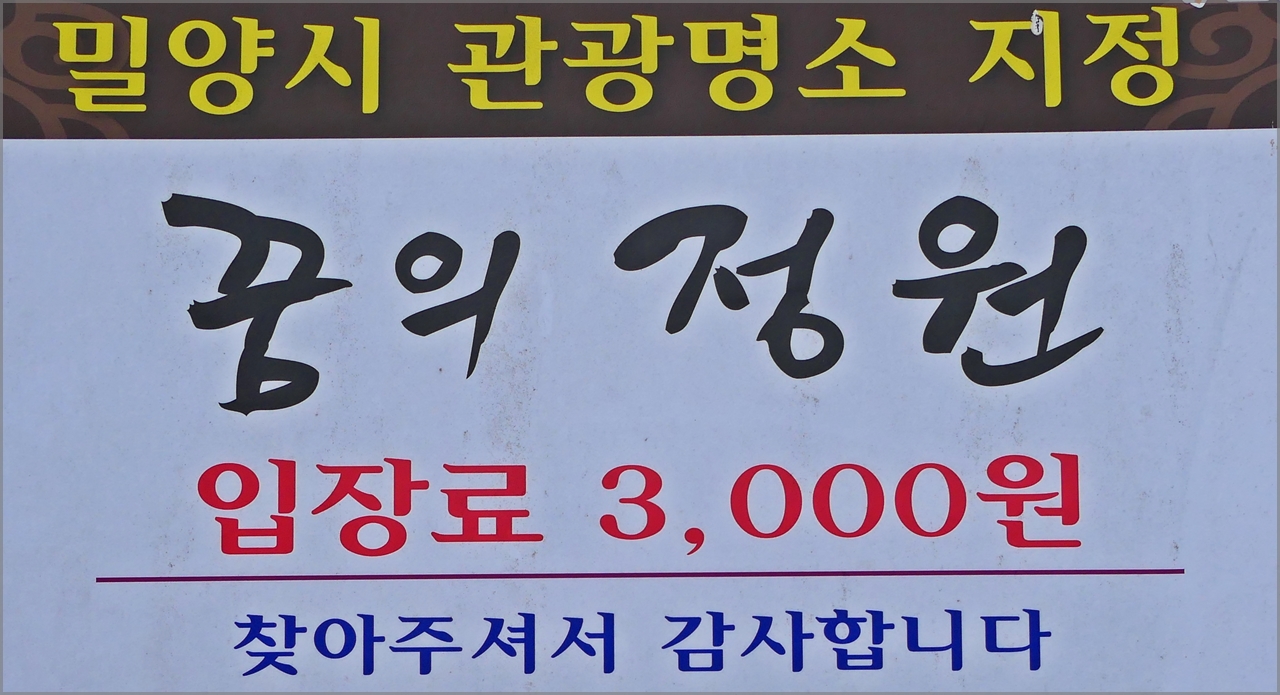 밀양시 관광명소 지정
꿈의 정원
입장료 3,000원
찾아주셔서 감사합니다